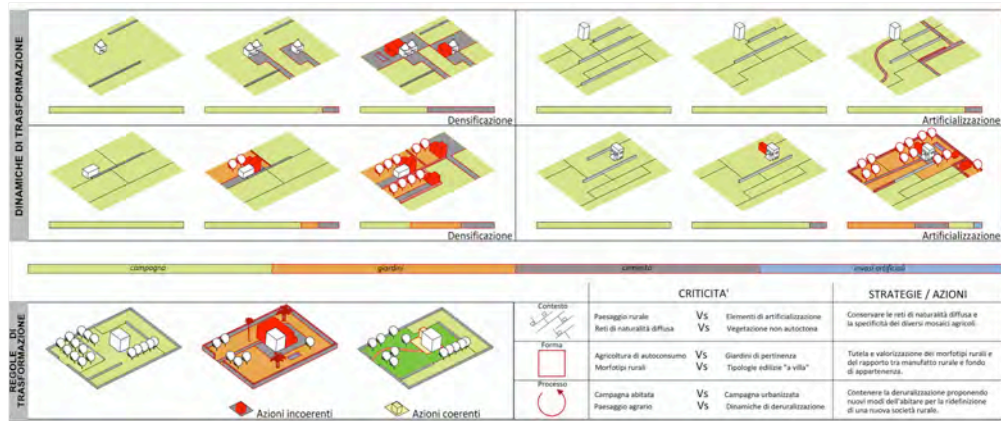 DINAMICHE DI TRASFORMAZIONE
Densificazione
Artificializzazione
Densificazione
Artificializzazione
campagna
giardini
cemento
invasi artificiali
REGOLE DI
TRASFORMAZIONE
Azioni incoerenti
Azioni coerenti
CRITICITA'
STRATEGIE / AZIONI
Contesto
Paesaggio rurale Vs Elementi di artificializzazione
Reti di naturalità diffusa Vs Vegetazione non autoctona
Conservare le reti di naturalità diffusa e
la specificità dei diversi mosaici agricoli.
Forma
Agricoltura di autoconsumo Vs Giardini di pertinenza
Morfotipi rurali Vs Tipologie edilizie "a villa"
Tutela e valorizzazione dei morfotipi rurali e
del rapporto tra manufatto rurale e fondo
di appartenenza.
Processo
Campagna abitata Vs Campagna urbanizzata
Paesaggio agrario Vs Dinamiche di deruralizzazione
Contenere la deruralizzazione proponendo
nuovi modi dell'abitare per la ridefinizione
di una nuova società rurale.